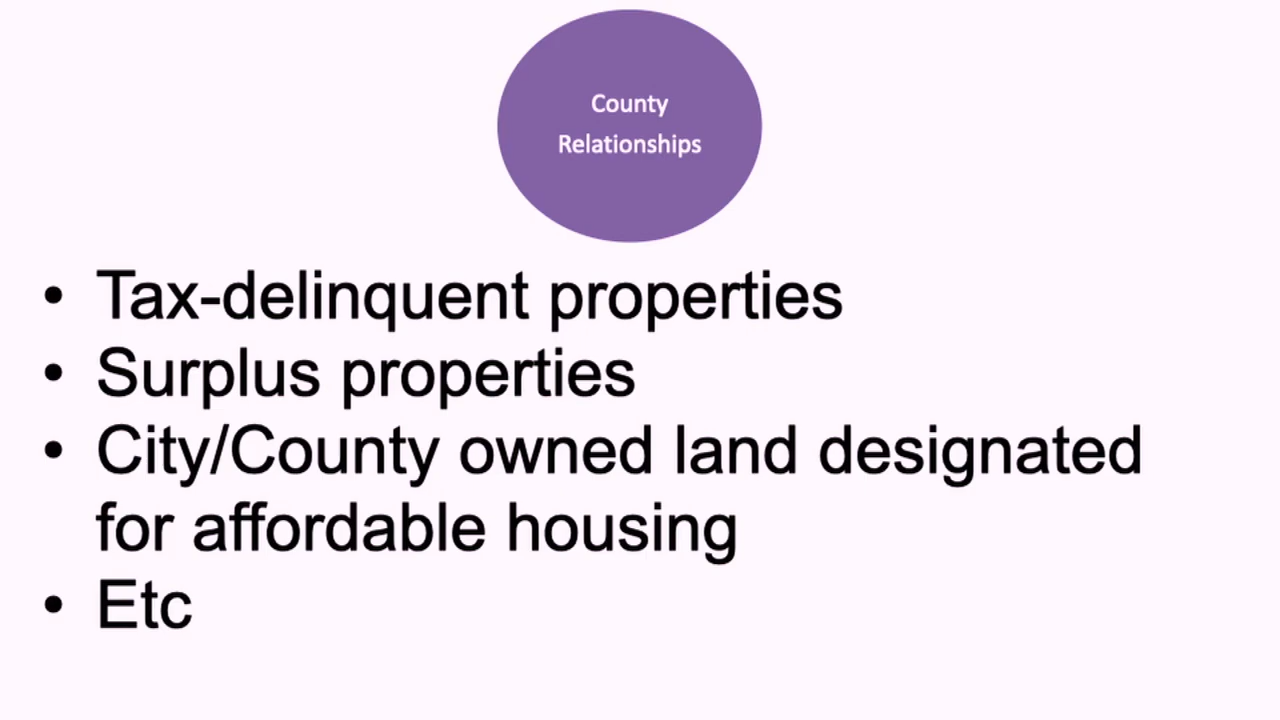 County
Relationships
• Tax-delinquent properties
• Surplus properties
• City/County owned land designated
for affordable housing
• Etc